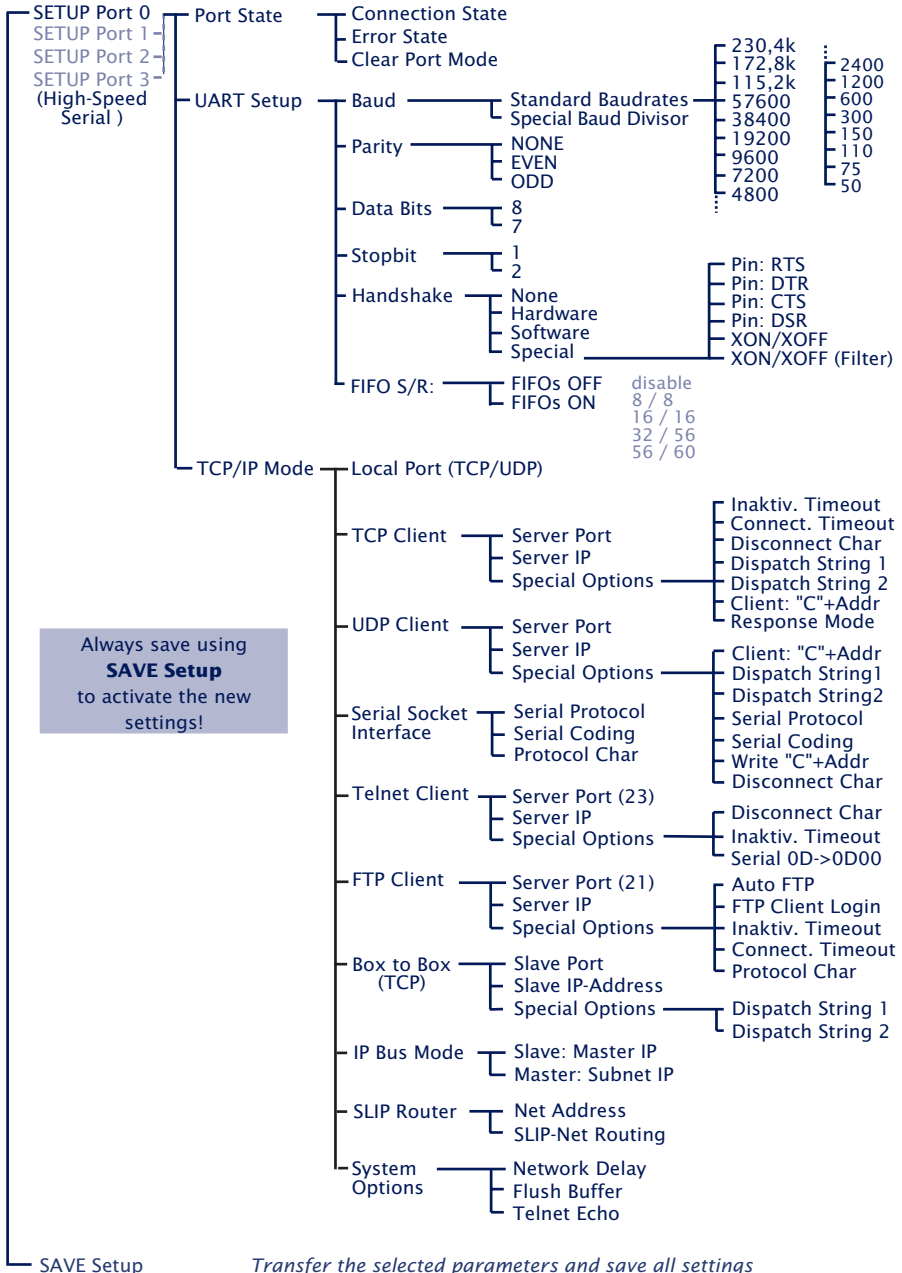 SETUP Port 0
SETUP Port 1
SETUP Port 2
SETUP Port 3
(High-Speed
Serial )
Port State
Connection State
Error State
Clear Port Mode
UART Setup
Baud
Standard Baudrates
Special Baud Divisor
230,4k
172,8k
115,2k
57600
38400
19200
9600
7200
4800
2400
1200
600
300
150
110
75
50
Parity
NONE
EVEN
ODD
Data Bits
8
7
Stopbit
1
2
Handshake
None
Hardware
Software
Special
Pin: RTS
Pin: DTR
Pin: CTS
Pin: DSR
XON/XOFF
XON/XOFF (Filter)
FIFO S/R:
FIFOs OFF
FIFOs ON
disable
8 / 8
16 / 16
32 / 56
56 / 60
TCP/IP Mode
Local Port (TCP/UDP)
TCP Client
Server Port
Server IP
Special Options
Inaktiv. Timeout
Connect. Timeout
Disconnect Char
Dispatch String 1
Dispatch String 2
Client: "C"+Addr
Response Mode
UDP Client
Server Port
Server IP
Special Options
Client: "C"+Addr
Dispatch String1
Dispatch String2
Serial Protocol
Serial Coding
Write "C"+Addr
Disconnect Char
Always save using
SAVE Setup
to activate the new
settings!
Serial Socket
Interface
Serial Protocol
Serial Coding
Protocol Char
Telnet Client
Server Port (23)
Server IP
Special Options
Disconnect Char
Inaktiv. Timeout
Serial 0D->0D00
FTP Client
Server Port (21)
Server IP
Special Options
Auto FTP
FTP Client Login
Inaktiv. Timeout
Connect. Timeout
Protocol Char
Box to Box
(TCP)
Slave Port
Slave IP-Address
Special Options
Dispatch String 1
Dispatch String 2
IP Bus Mode
Slave: Master IP
Master: Subnet IP
SLIP Router
Net Address
SLIP-Net Routing
System
Options
Network Delay
Flush Buffer
Telnet Echo
SAVE Setup
Transfer the selected parameters and save all settings